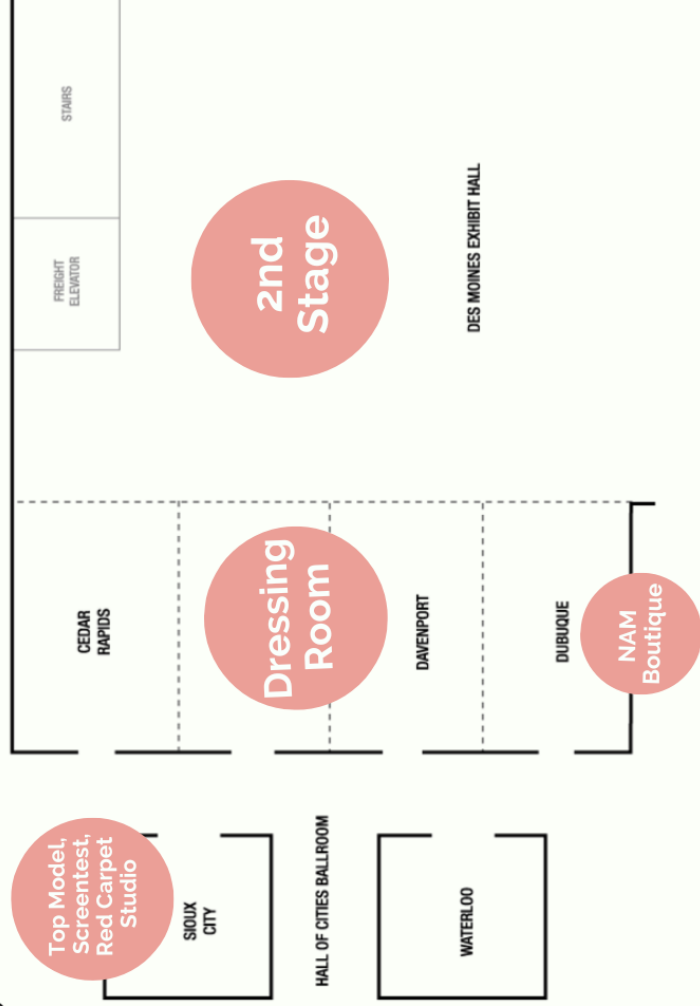 STAIRS
FREIGHT
ELEVATOR
2nd
Stage
DES MOINES EXHIBIT HALL
CEDAR
RAPIDS
Dressing
Room
DAVENPORT
DUBUQUE
NAM
Boutique
Top Model,
Screentest,
Red Carpet
Studio
SIOUX
CITY
HALL OF CITIES BALLROOM
WATERLOO